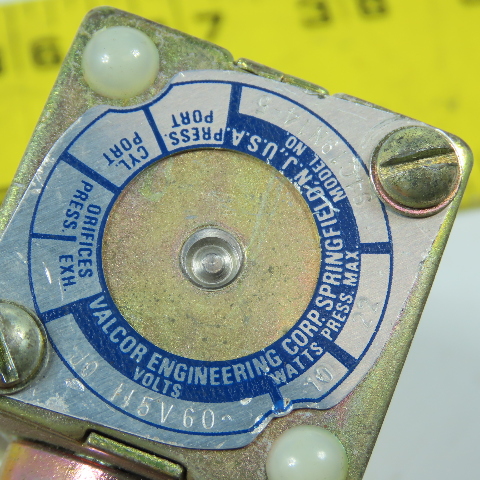 VALCOR ENGINEERING CORP. SPRINGFIELD, N.J. U.S.A.
PRESS. PORT
CYL. PORT
ORIFICES
PRESS.
EXH
VOLTS
115V60~
WATTS
10
PRESS. MAX
MODEL NO.
6
7